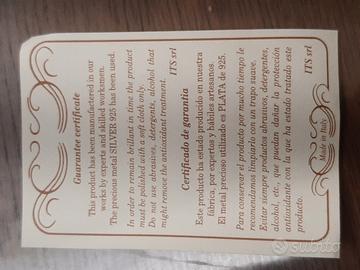 Guarantee certificate
This product has been manufactured in our
works by experts and skilled worksmen.
The precious metal SILVER 925 has been used.
In order to remain brilliant in time the product
must be polished with a soft cloth only.
Do not use abrasives, detergents, alcohol that
might remove the antioxidant treatment.
ITS srl
Certificado de garantia
Este producto ha estado producido en nuestra
fábrica, por expertos y hábiles artesanos.
El metal precioso utilizado es PLATA de 925.
Para conservar el producto por mucho tiempo le
recomendamos limpiarlo con un trapo suave.
Evitar siempre productos abrasivos, detergentes,
alcohol, etc., que puedan dañar la protección
antioxidante con la que ha estado tratado este
producto.
ITS srl
Made in Italy
subito